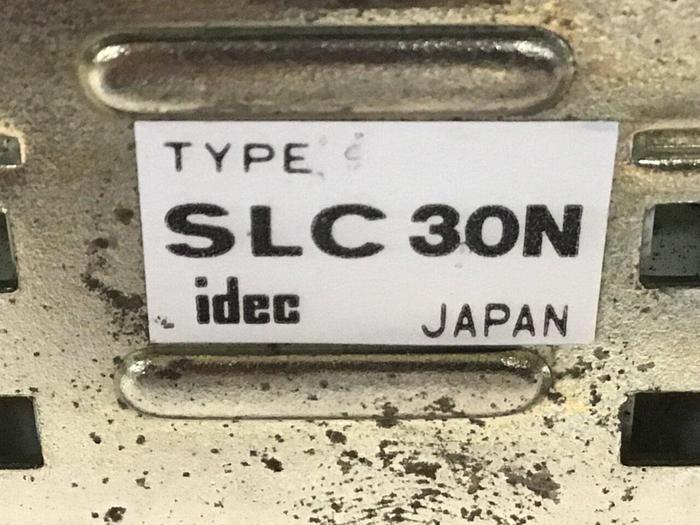 TYPE
SLC 30N
idec JAPAN